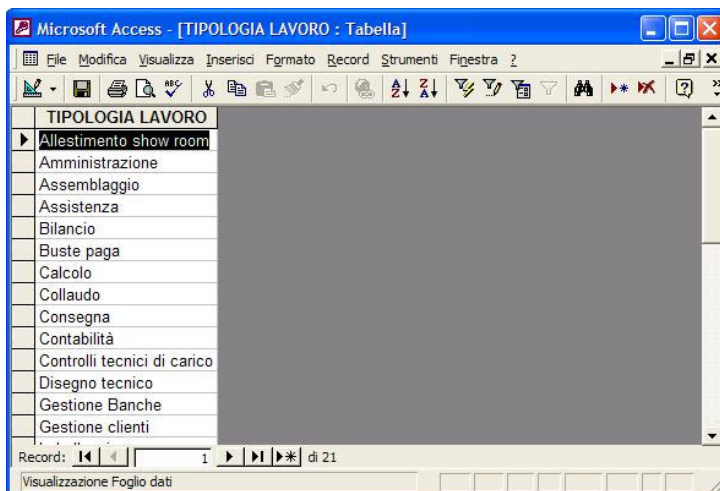 Microsoft Access - [TIPOLOGIA LAVORO : Tabella]
File Modifica Visualizza Inserisci Formato Record Strumenti Finestra ?
TIPOLOGIA LAVORO
Allestimento show room
Amministrazione
Assemblaggio
Assistenza
Bilancio
Buste paga
Calcolo
Collaudo
Consegna
Contabilità
Controlli tecnici di carico
Disegno tecnico
Gestione Banche
Gestione clienti
Record: 1 di 21
Visualizzazione Foglio dati